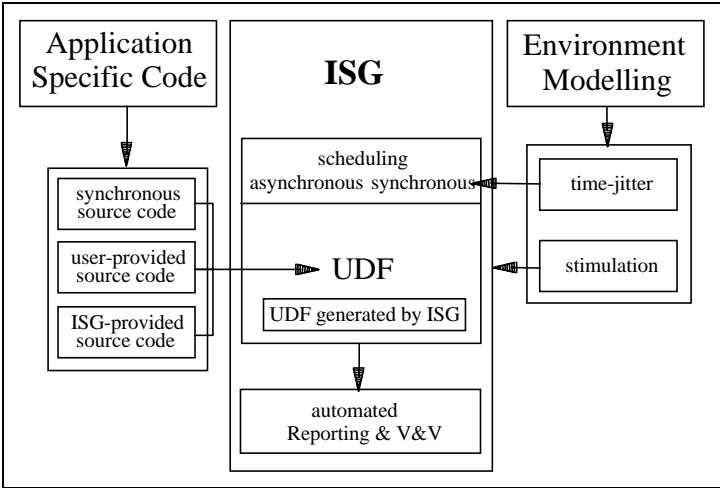 Application
Specific Code
synchronous
source code
user-provided
source code
ISG-provided
source code
ISG
scheduling
asynchronous synchronous
UDF
UDF generated by ISG
automated
Reporting & V&V
Environment
Modelling
time-jitter
stimulation